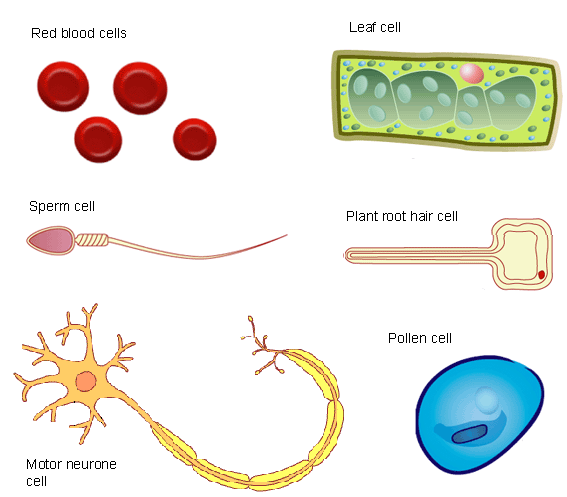 Red blood cells
Leaf cell
Sperm cell
Plant root hair cell
Pollen cell
Motor neurone
cell